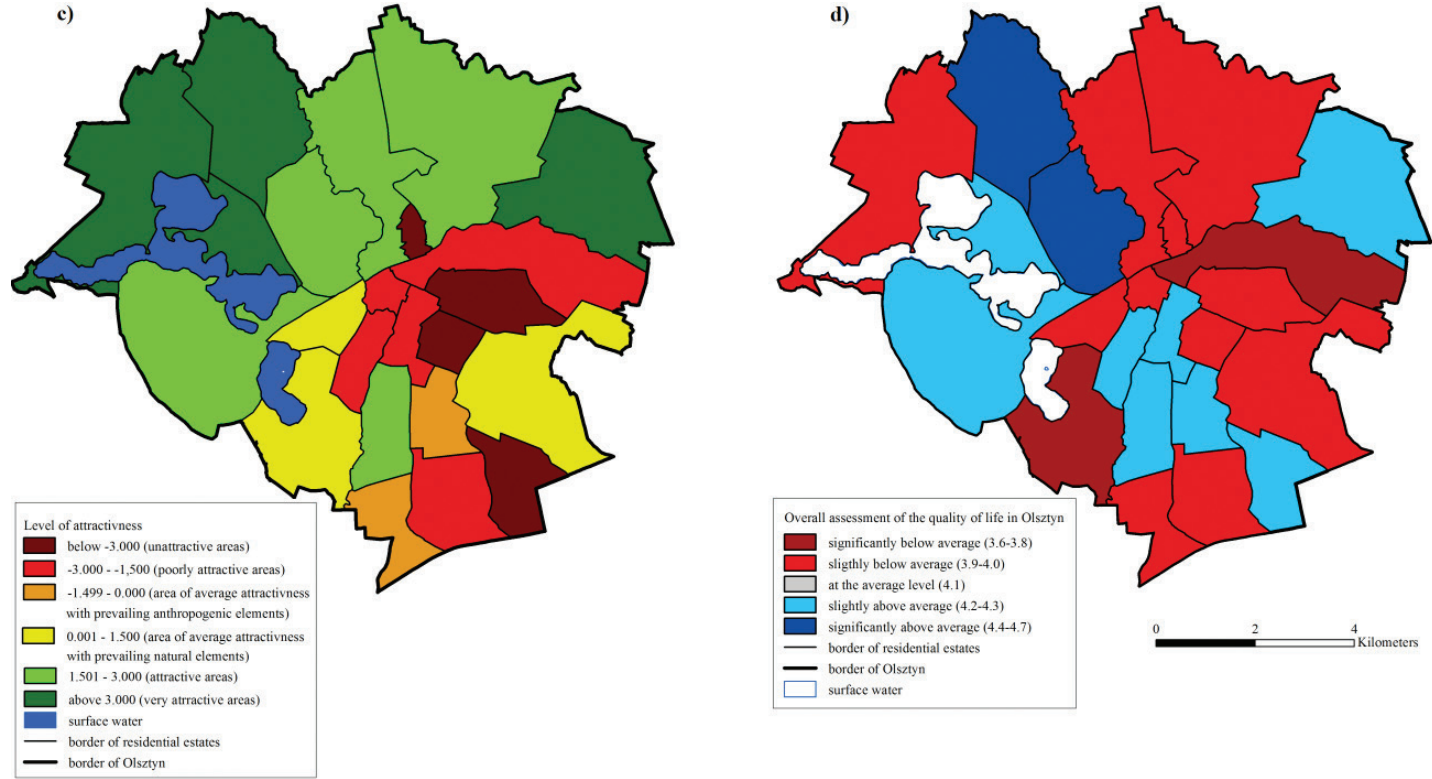 c)
Level of attractivness
below -3.000 (unattractive areas)
-3.000 - -1,500 (poorly attractive areas)
-1.499 - 0.000 (area of average attractivness
with prevailing anthropogenic elements)
0.001 - 1.500 (area of average attractivness
with prevailing natural elements)
1.501 - 3.000 (attractive areas)
above 3.000 (very atrractive areas)
surface water
border of residential estates
border of Olsztyn
d)
Overall assessment of the quality of life in Olsztyn
significantly below average (3.6-3.8)
sligthly below average (3.9-4.0)
at the average level (4.1)
slightly above average (4.2-4.3)
significantly above average (4.4-4.7)
border of residential estates
border of Olsztyn
surface water
0 2 4
Kilometers